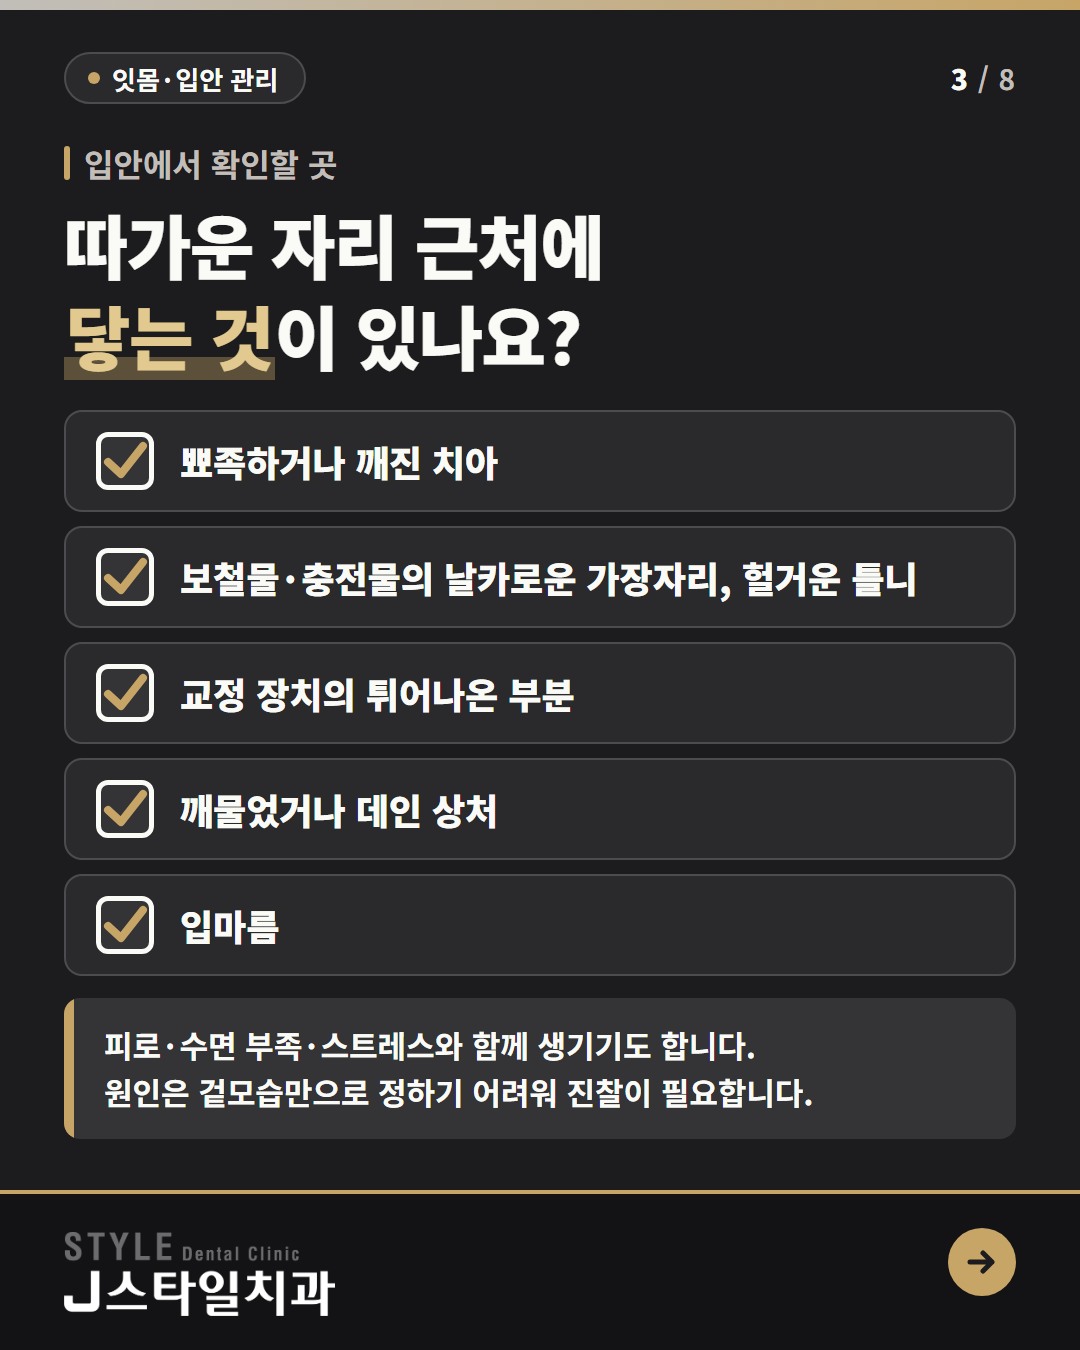 잇몸·입안 관리
3 / 8
입안에서 확인할 곳
따가운 자리 근처에
닿는 것이 있나요?
뾰족하거나 깨진 치아
보철물·충전물의 날카로운 가장자리, 헐거운 틀니
교정 장치의 튀어나온 부분
깨물었거나 데인 상처
입마름
피로·수면 부족·스트레스와 함께 생기기도 합니다.
원인은 겉모습만으로 정하기 어려워 진찰이 필요합니다.
STYLE Dental Clinic
J스타일치과